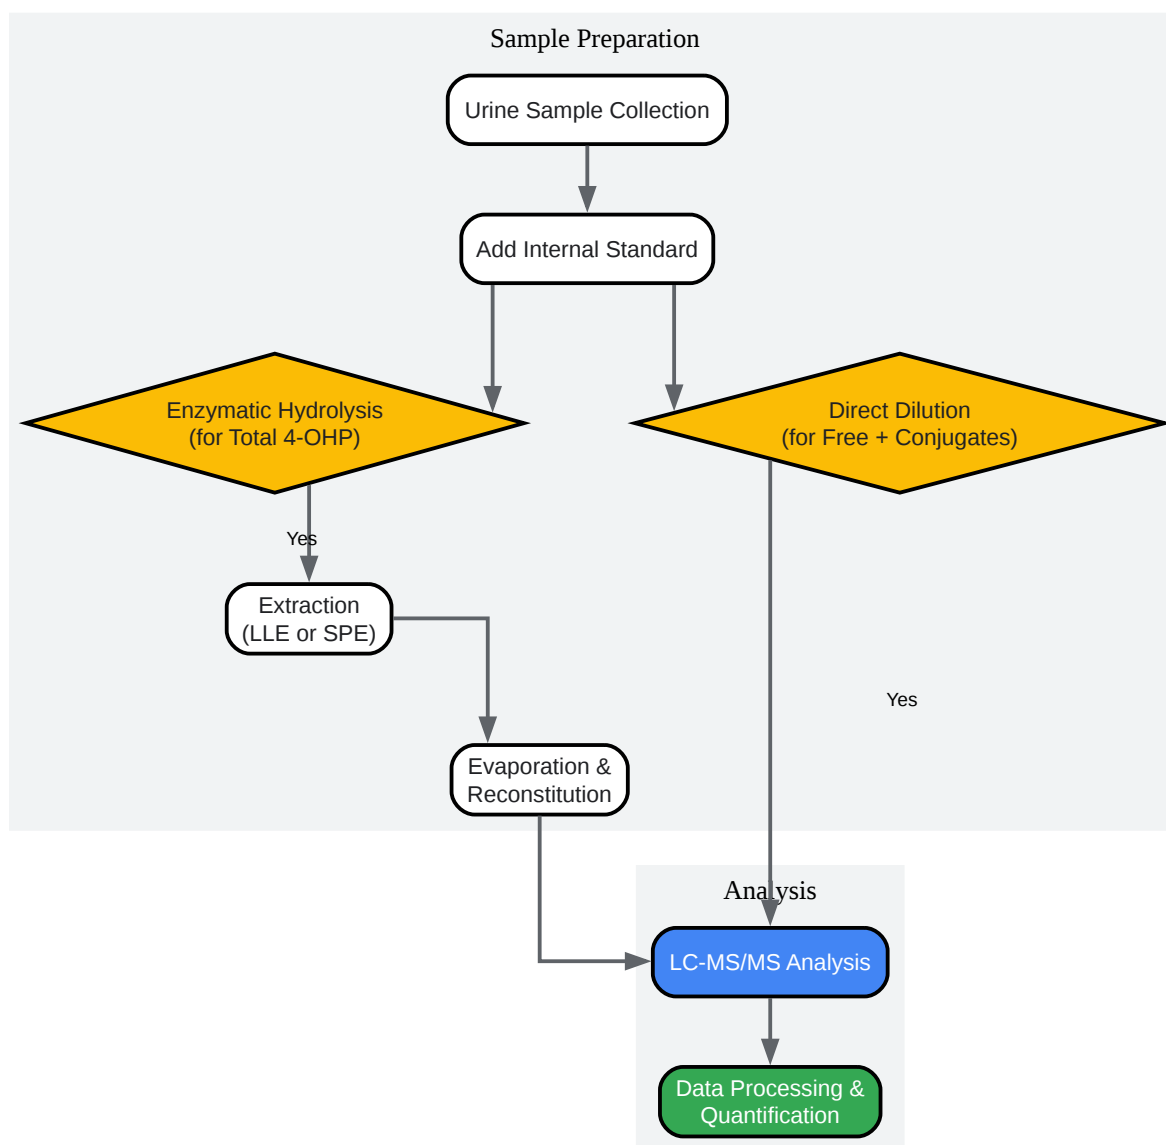 Sample Preparation
Urine Sample Collection
Add Internal Standard
Enzymatic Hydrolysis
(for Total 4-OHP)
Direct Dilution
(for Free + Conjugates)
Yes
Extraction
(LLE or SPE)
Yes
Evaporation &
Reconstitution
Analysis
LC-MS/MS Analysis
Data Processing &
Quantification